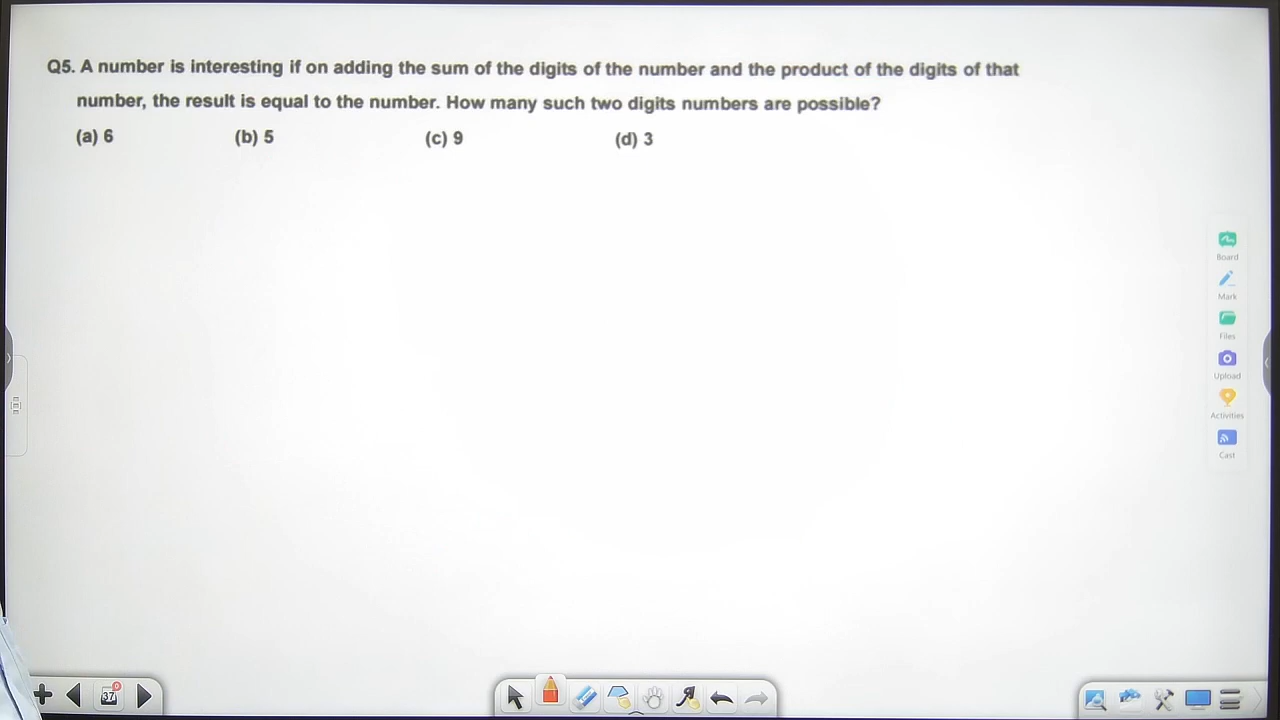 Q5. A number is interesting if on adding the sum of the digits of the number and the product of the digits of that
number, the result is equal to the number. How many such two digits numbers are possible?
(a) 6 (b) 5 (c) 9 (d) 3
Board
Mark
Files
Upload
Activities
Cast
37
0